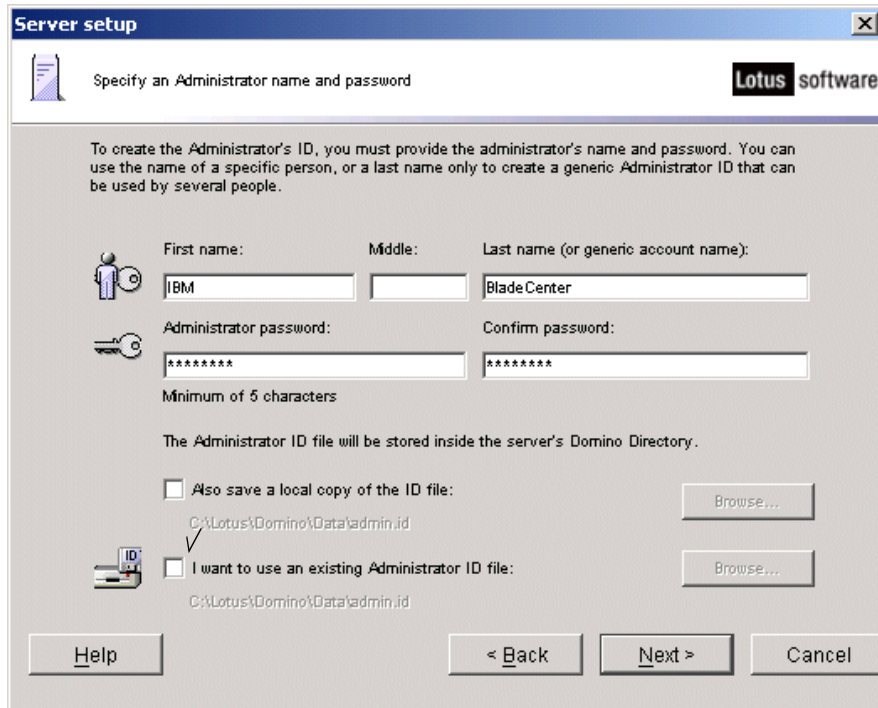 Server setup
Specify an Administrator name and password
Lotus software
To create the Administrator's ID, you must provide the administrator's name and password. You can
use the name of a specific person, or a last name only to create a generic Administrator ID that can
be used by several people.
First name: Middle: Last name (or generic account name):
IBM BladeCenter
Administrator password: Confirm password:
******** ********
Minimum of 5 characters
The Administrator ID file will be stored inside the server's Domino Directory.
Also save a local copy of the ID file: Browse...
C:\Lotus\Domino\Data\admin.id
ID
I want to use an existing Administrator ID file: Browse...
C:\Lotus\Domino\Data\admin.id
Help < Back Next > Cancel